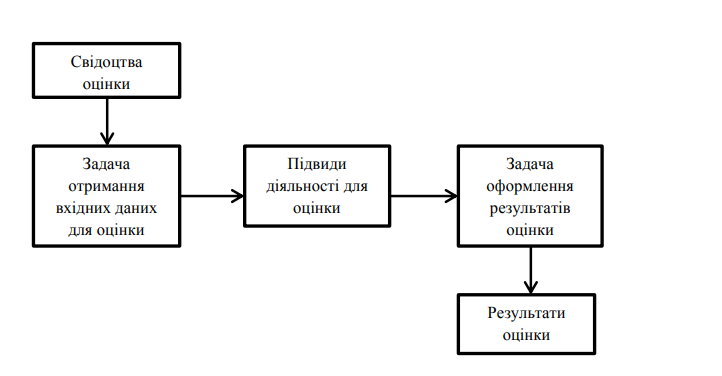 Свідоцтва
оцінки
Задача
отримання
вхідних даних
для оцінки
Підвиди
діяльності для
оцінки
Задача
оформлення
результатів
оцінки
Результати
оцінки